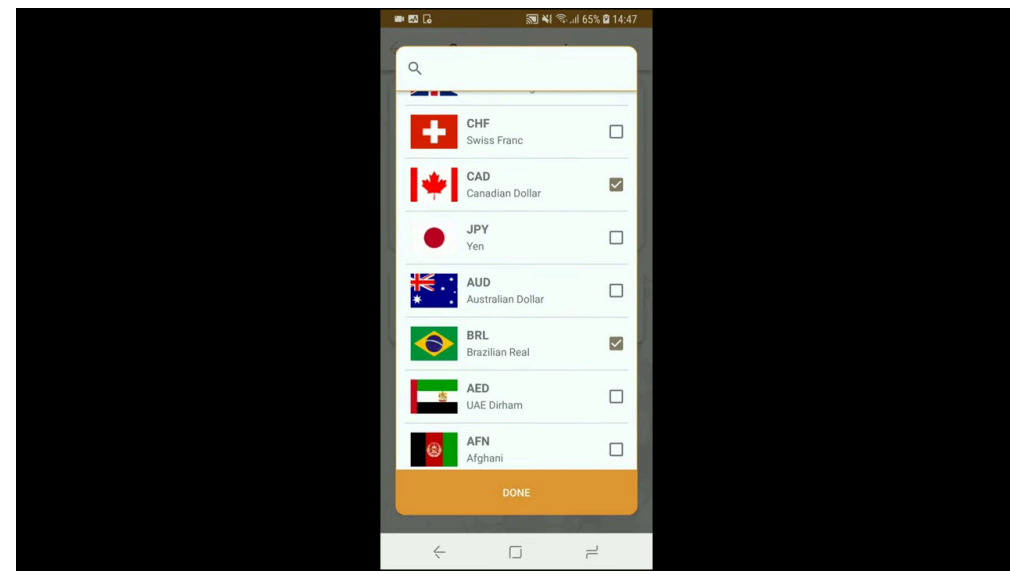 65% 14:47
CHF
Swiss Franc
CAD
Canadian Dollar
JPY
Yen
AUD
Australian Dollar
BRL
Brazilian Real
AED
UAE Dirham
AFN
Afghani
DONE